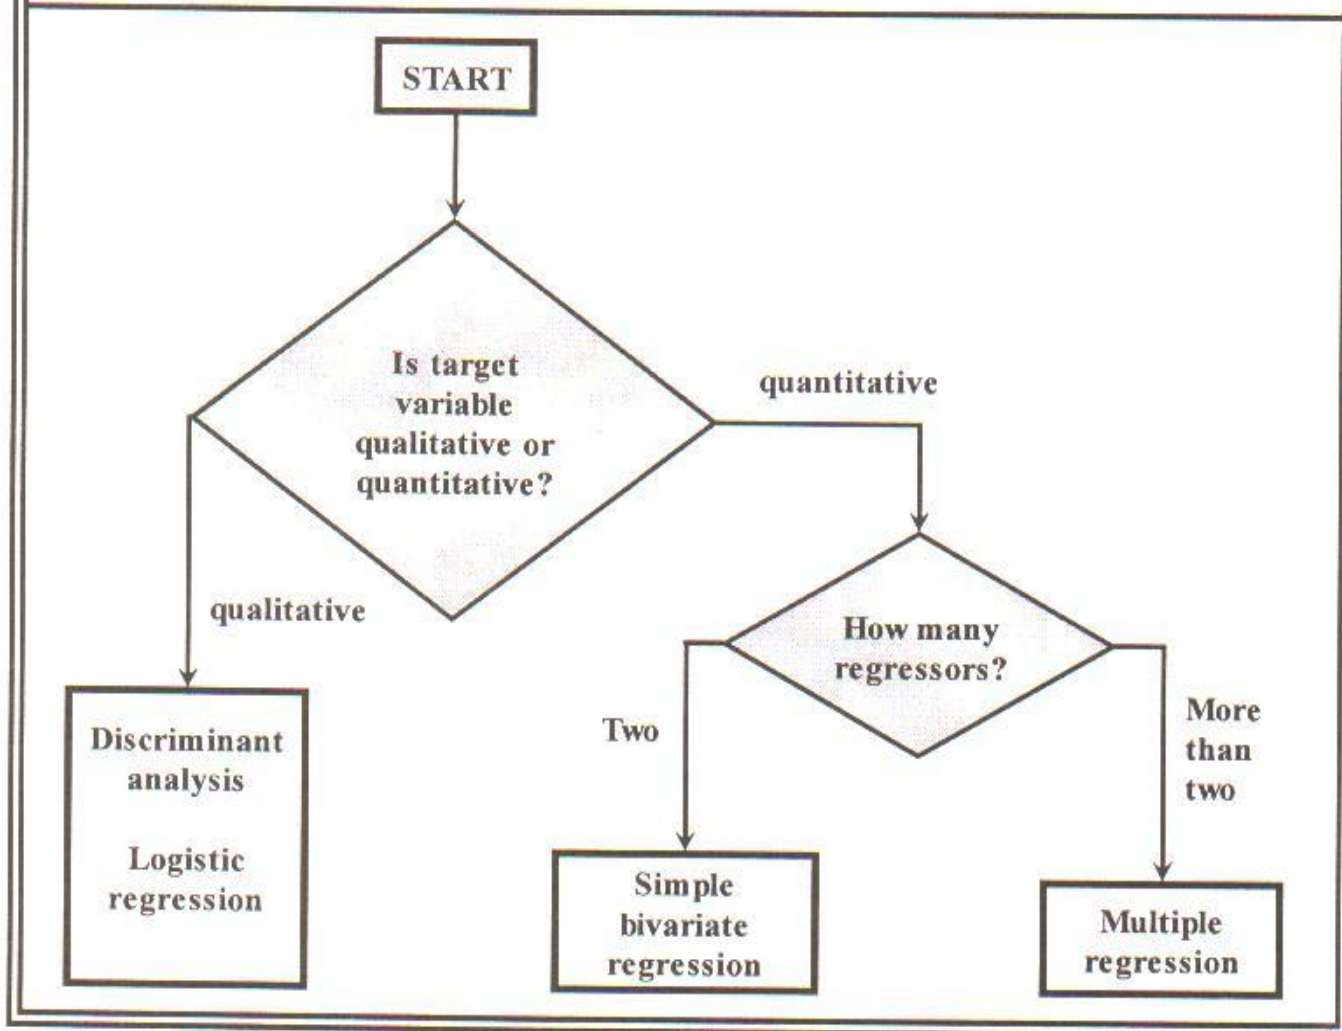 START
Is target
variable
qualitative or
quantitative?
quantitative
qualitative
How many
regressors?
Two
More
than
two
Discriminant
analysis
Logistic
regression
Simple
bivariate
regression
Multiple
regression